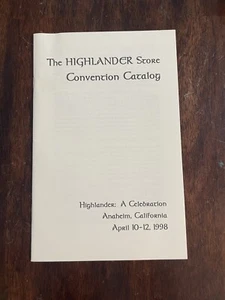 The HIGHLANDER Store
Convention Catalog
Highlander: A Celebration
Anaheim, California
April 10-12, 1998